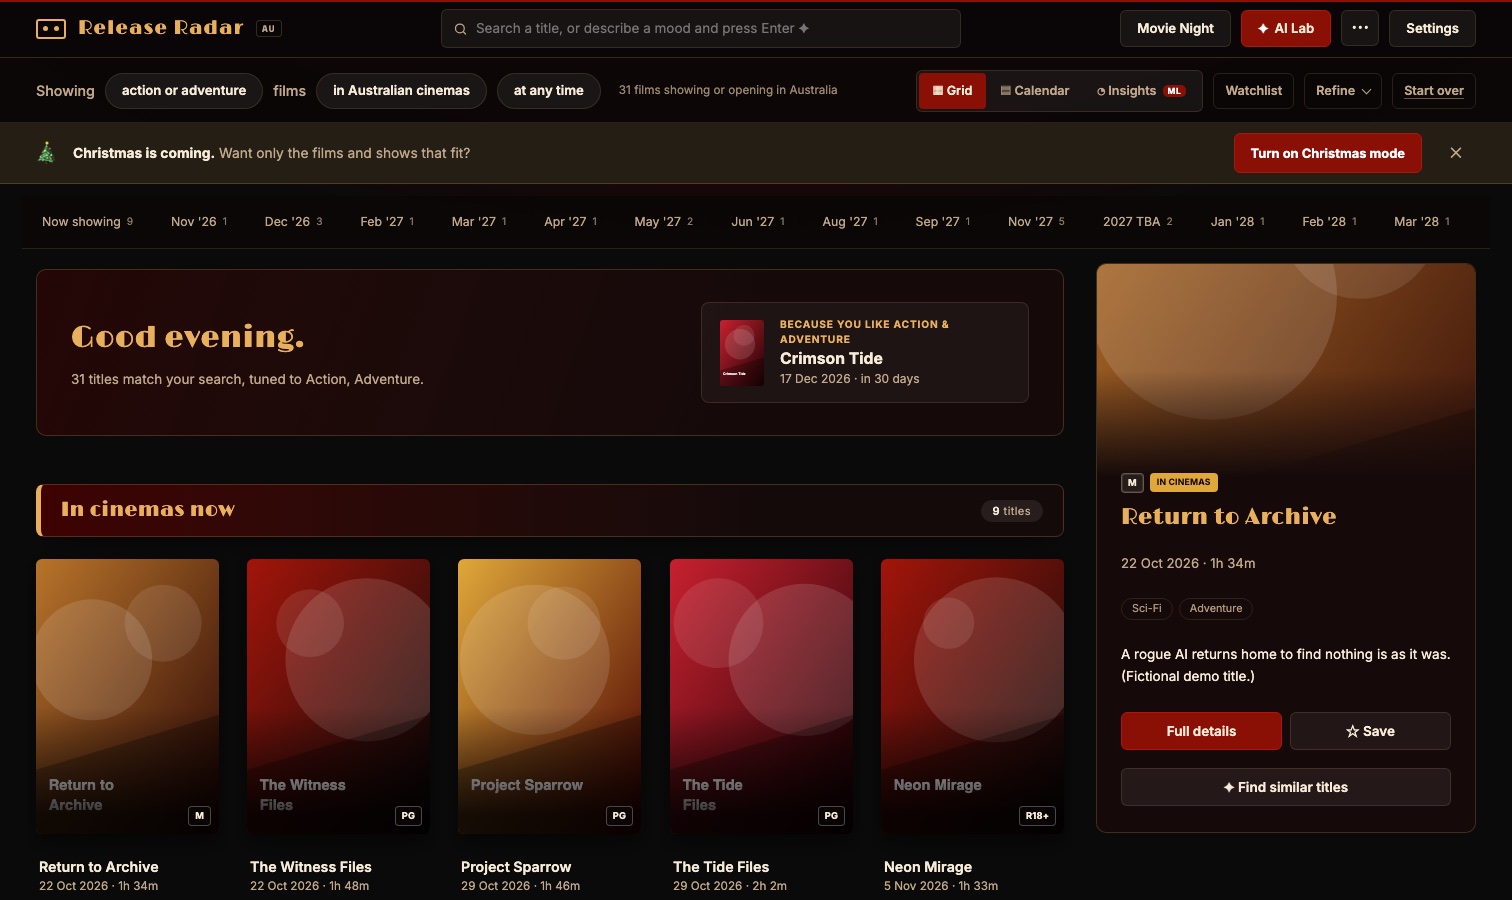 Release Radar AU
Search a title, or describe a mood and press Enter ✦
Movie Night
✦ AI Lab
•••
Settings
Showing action or adventure films in Australian cinemas at any time
31 films showing or opening in Australia
Grid
Calendar
Insights ML
Watchlist
Refine
Start over
Christmas is coming. Want only the films and shows that fit?
Turn on Christmas mode
Now showing 9
Nov '26 1
Dec '26 3
Feb '27 1
Mar '27 1
Apr '27 1
May '27 2
Jun '27 1
Aug '27 1
Sep '27 1
Nov '27 5
2027 TBA 2
Jan '28 1
Feb '28 1
Mar '28 1
Good evening.
31 titles match your search, tuned to Action, Adventure.
Crimson Tide
BECAUSE YOU LIKE ACTION &
ADVENTURE
Crimson Tide
17 Dec 2026 · in 30 days
In cinemas now
9 titles
Return to
Archive
M
Return to Archive
22 Oct 2026 · 1h 34m
The Witness
Files
PG
The Witness Files
22 Oct 2026 · 1h 48m
Project Sparrow
PG
Project Sparrow
29 Oct 2026 · 1h 46m
The Tide
Files
PG
The Tide Files
29 Oct 2026 · 2h 2m
Neon Mirage
R18+
Neon Mirage
5 Nov 2026 · 1h 33m
M IN CINEMAS
Return to Archive
22 Oct 2026 · 1h 34m
Sci-Fi
Adventure
A rogue AI returns home to find nothing is as it was.
(Fictional demo title.)
Full details
☆ Save
✦ Find similar titles